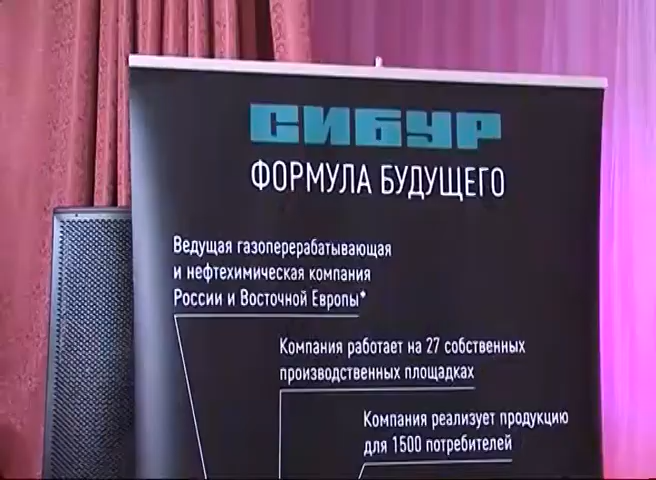 СИБУР
ФОРМУЛА БУДУЩЕГО
Ведущая газоперерабатывающая
и нефтехимическая компания
России и Восточной Европы*
Компания работает на 27 собственных
производственных площадках
Компания реализует продукцию
для 1500 потребителей